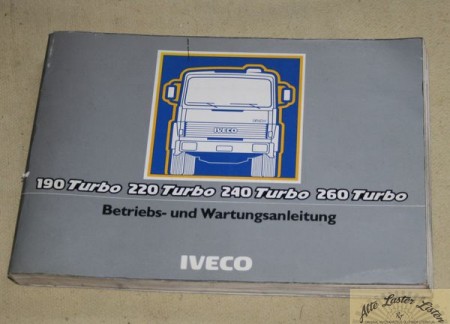 IVECO
190 Turbo 220 Turbo 240 Turbo 260 Turbo
Betriebs- und Wartungsanleitung
IVECO
Alte Laster Listen